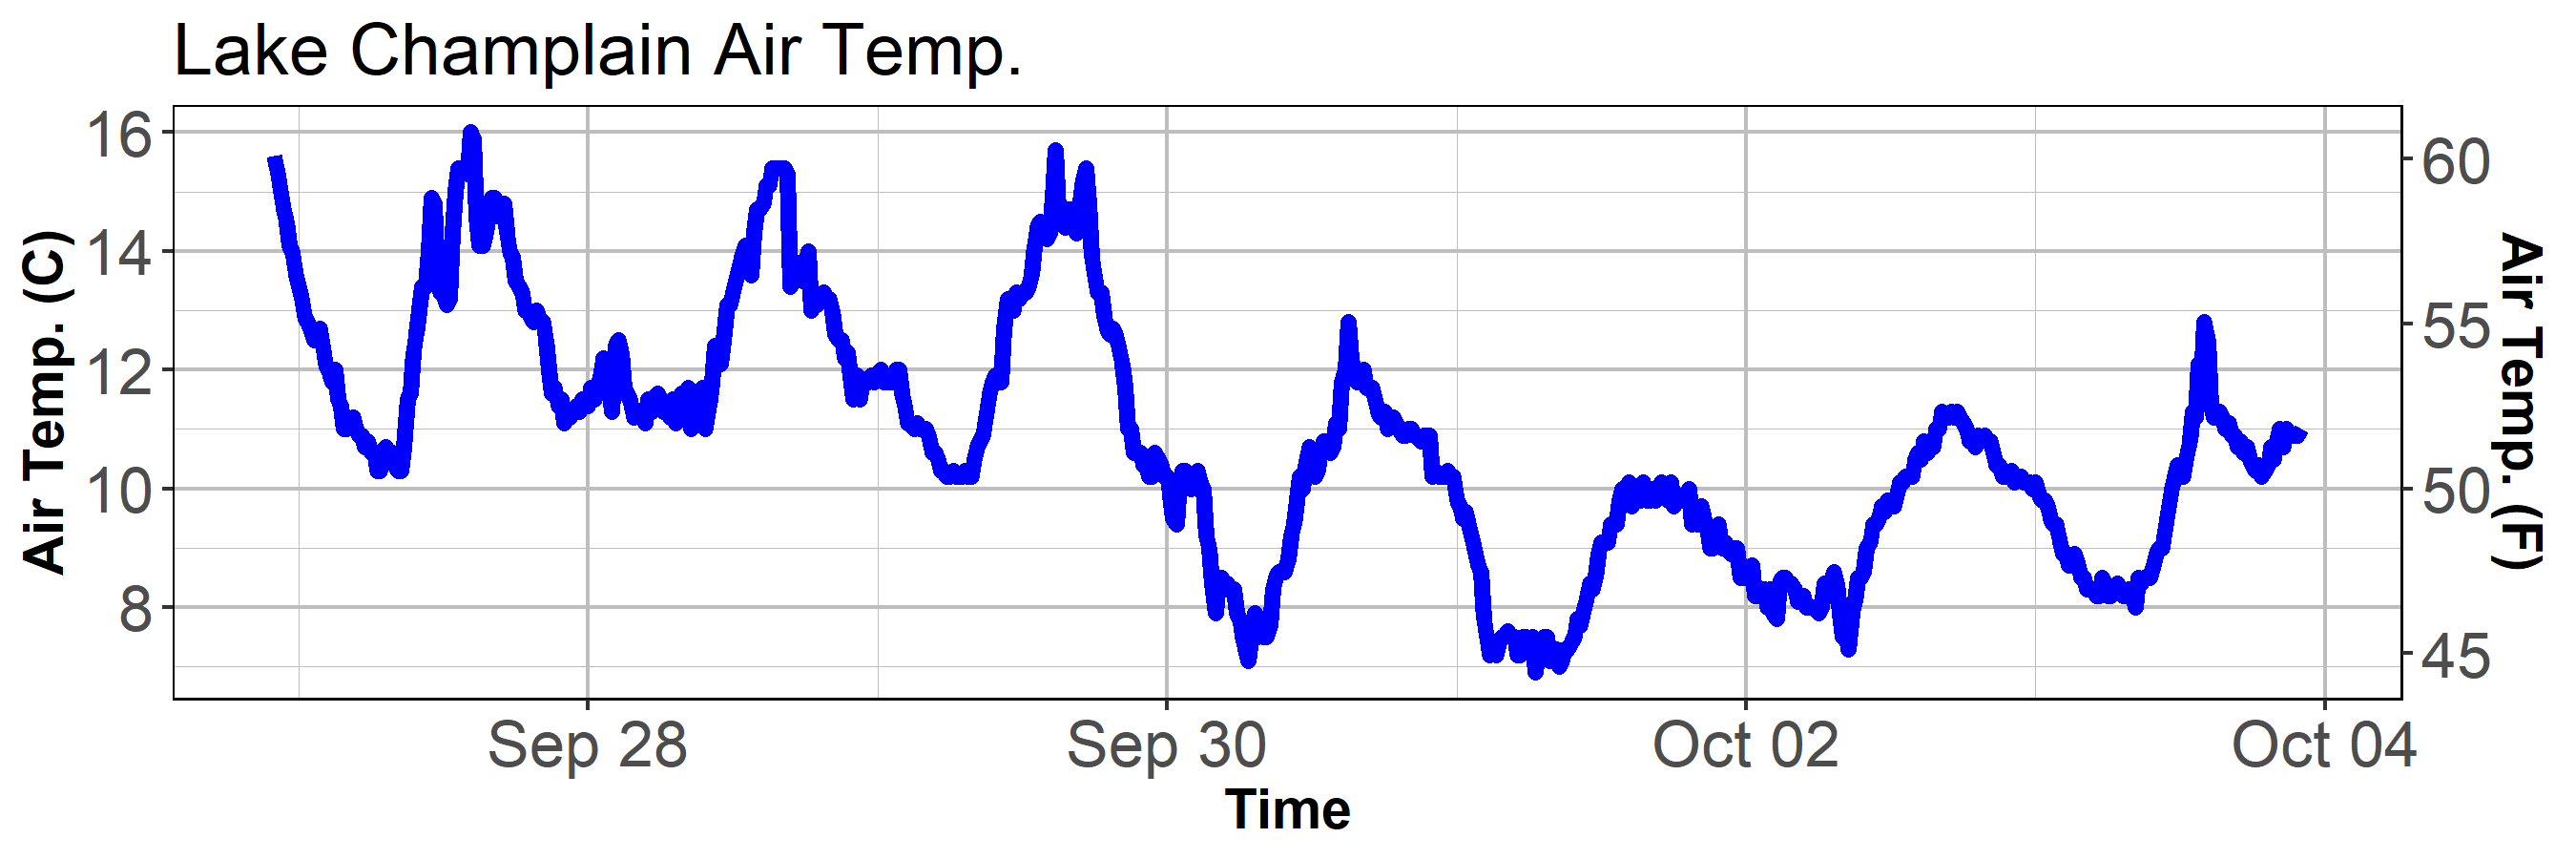 Lake Champlain Air Temp.
Air Temp. (C)
16
14
12
10
8
60
55
50
45
Air Temp. (F)
Sep 28
Sep 30
Oct 02
Oct 04
Time